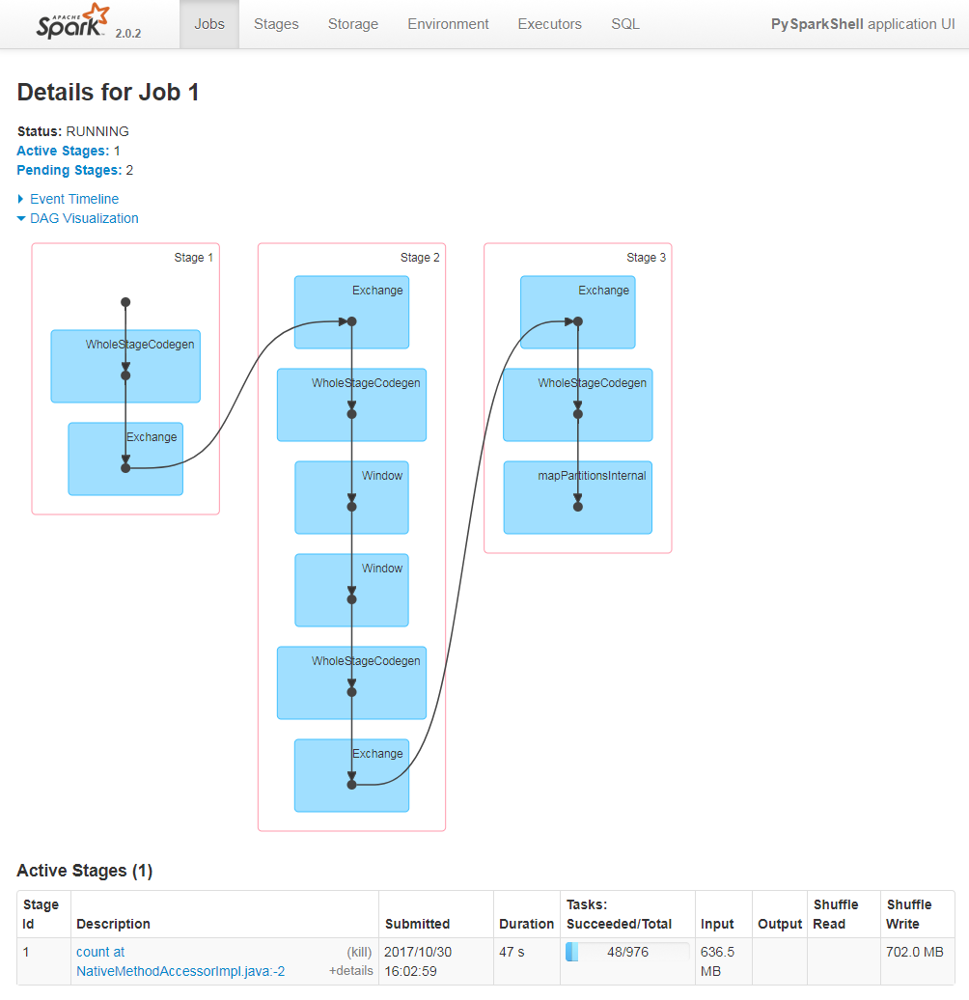 APACHE
Spark 2.0.2 Jobs Stages Storage Environment Executors SQL PySparkShell application UI
Details for Job 1
Status: RUNNING
Active Stages: 1
Pending Stages: 2
Event Timeline
DAG Visualization
Stage 1
WholeStageCodegen
Exchange
Stage 2
Exchange
WholeStageCodegen
Window
Window
WholeStageCodegen
Exchange
Stage 3
Exchange
WholeStageCodegen
mapPartitionsInternal
Active Stages (1)
Stage Id Description Submitted Duration Tasks: Succeeded/Total Input Output Shuffle Read Shuffle Write
1 count at NativeMethodAccessorImpl.java:-2 (kill) +details 2017/10/30 16:02:59 47 s 48/976 636.5 MB 702.0 MB